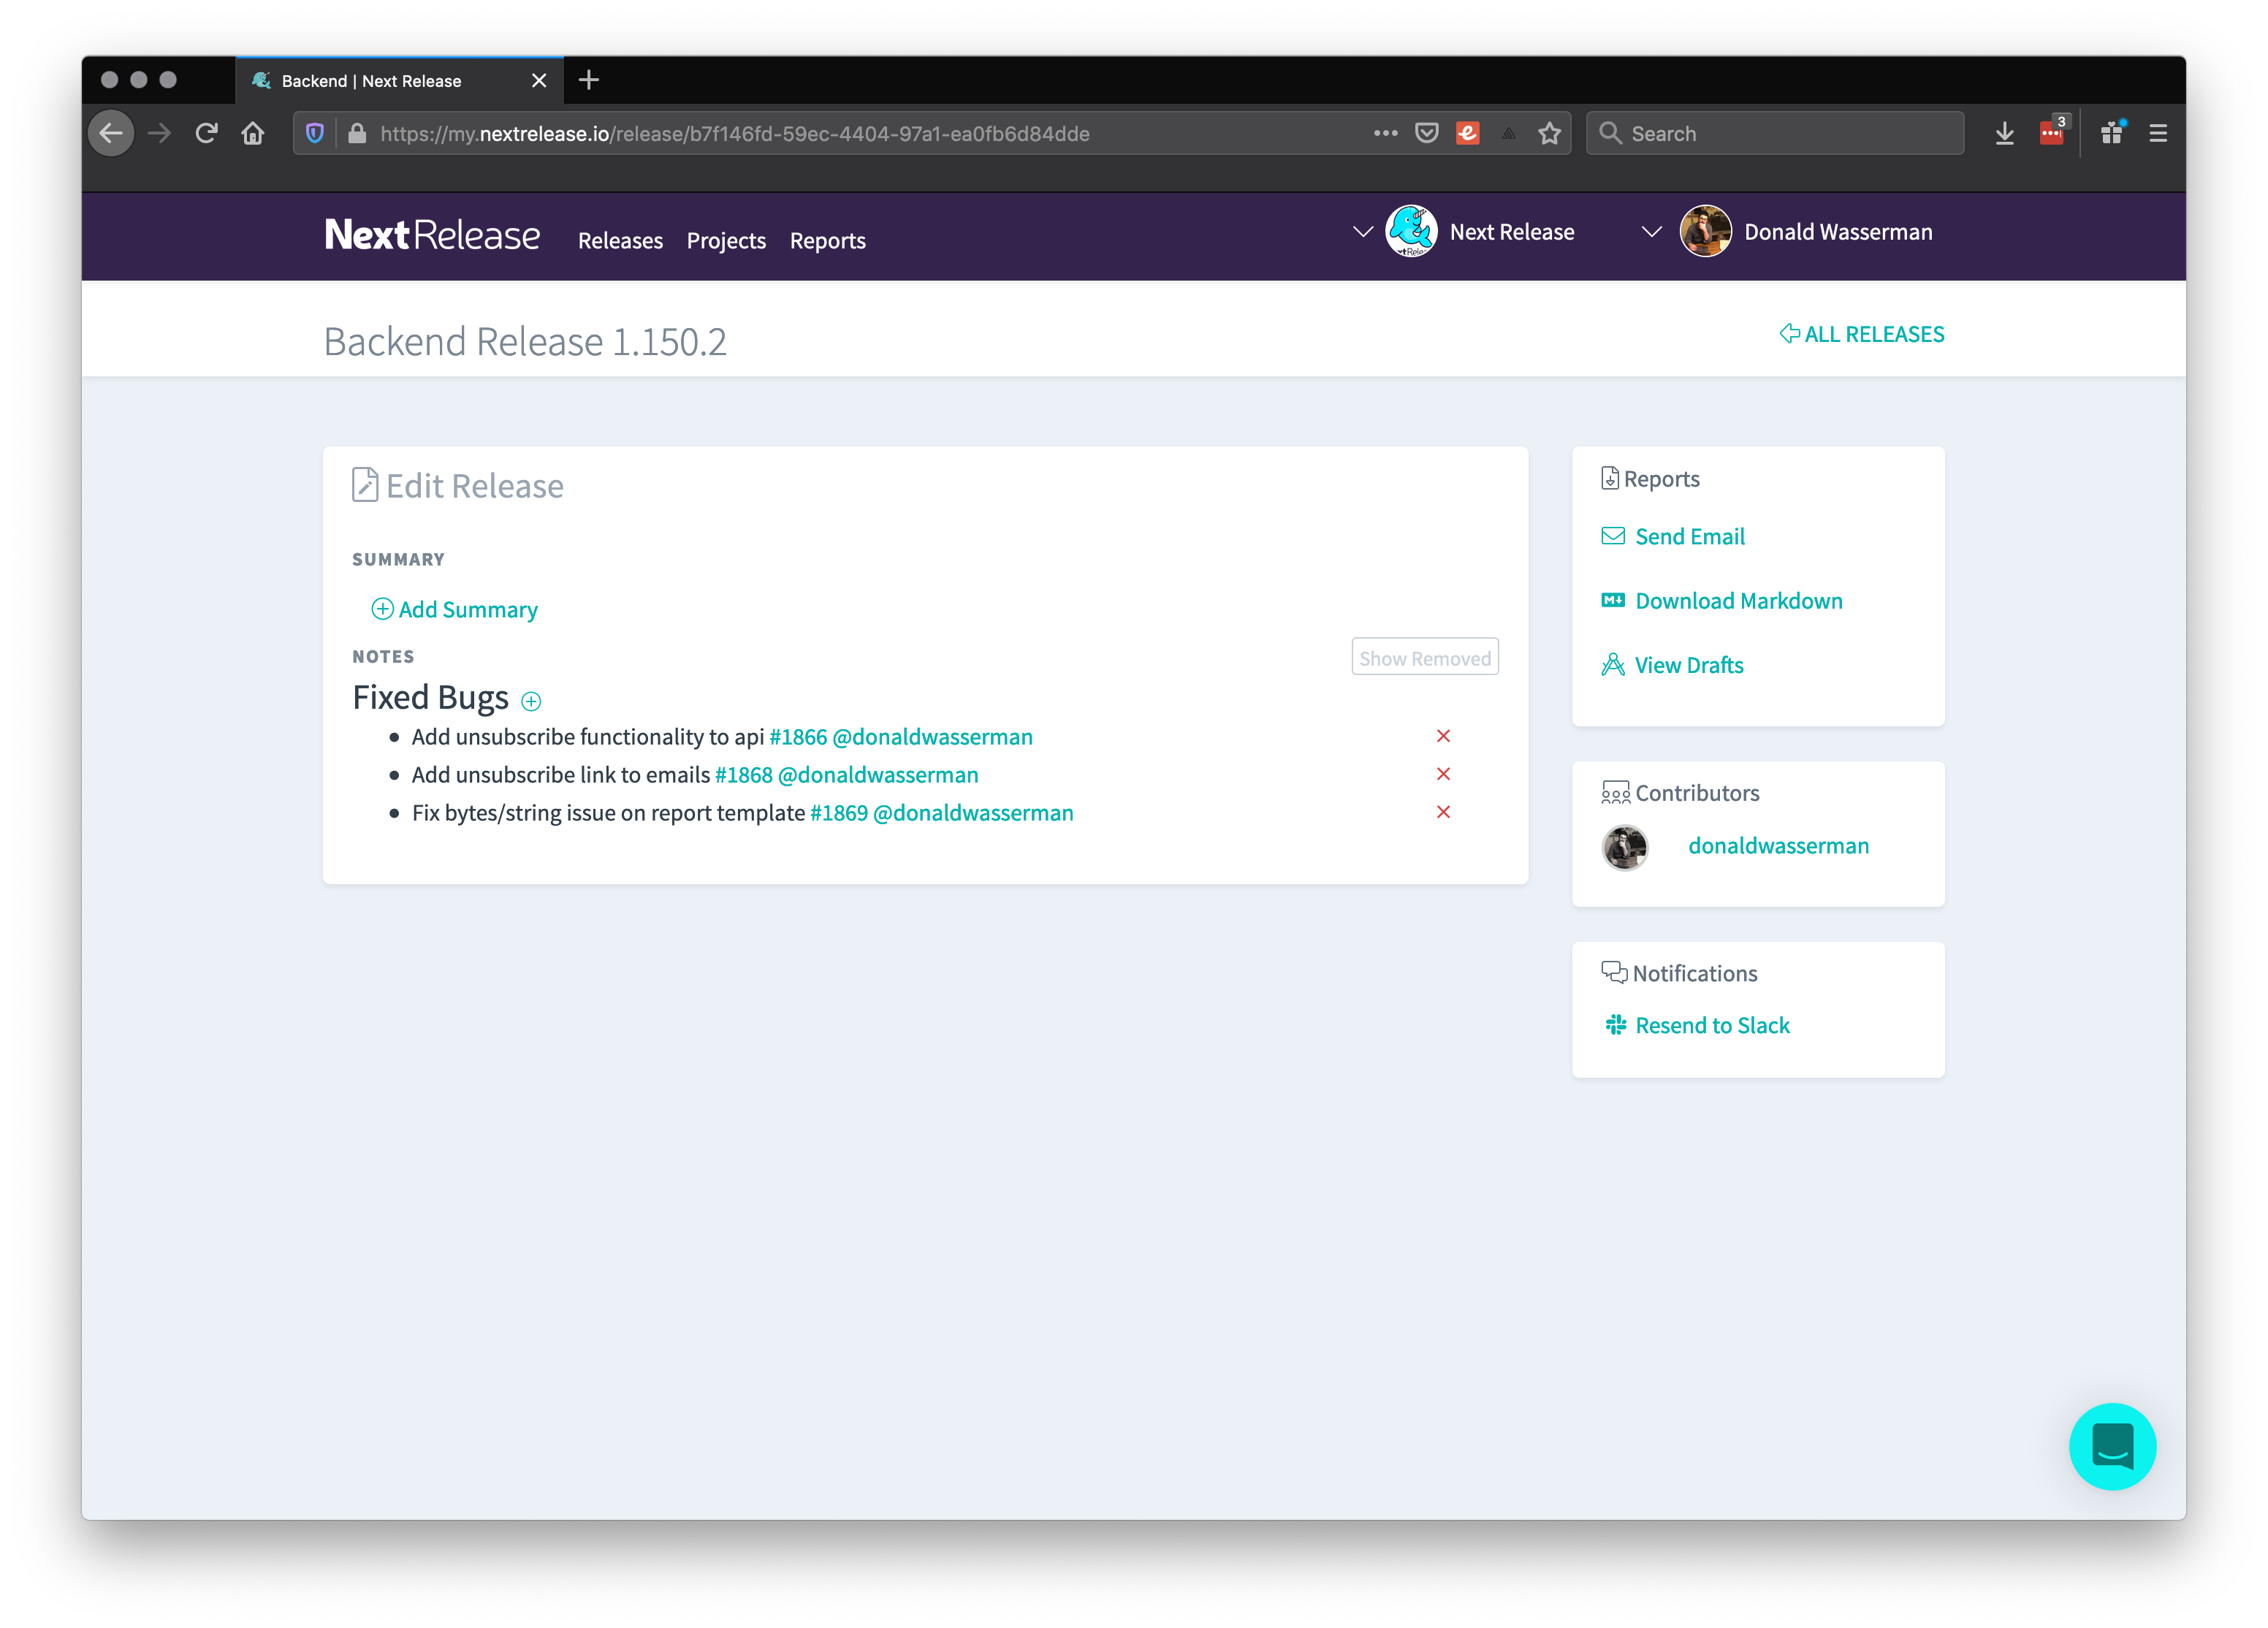 Backend | Next Release
https://my.nextrelease.io/release/b7f146fd-59ec-4404-97a1-ea0fb6d84dde
Search
3
NextRelease Releases Projects Reports Next Release Donald Wasserman
Backend Release 1.150.2
ALL RELEASES
Edit Release
SUMMARY
Add Summary
NOTES
Show Removed
Fixed Bugs
Add unsubscribe functionality to api #1866 @donaldwasserman
Add unsubscribe link to emails #1868 @donaldwasserman
Fix bytes/string issue on report template #1869 @donaldwasserman
Reports
Send Email
Download Markdown
View Drafts
Contributors
donaldwasserman
Notifications
Resend to Slack